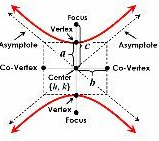 Focus
Vertex
c
Asymptote
Asymptote
a
Co-Vertex
Co-Vertex
Center
b
(h, k)
Vertex
Focus